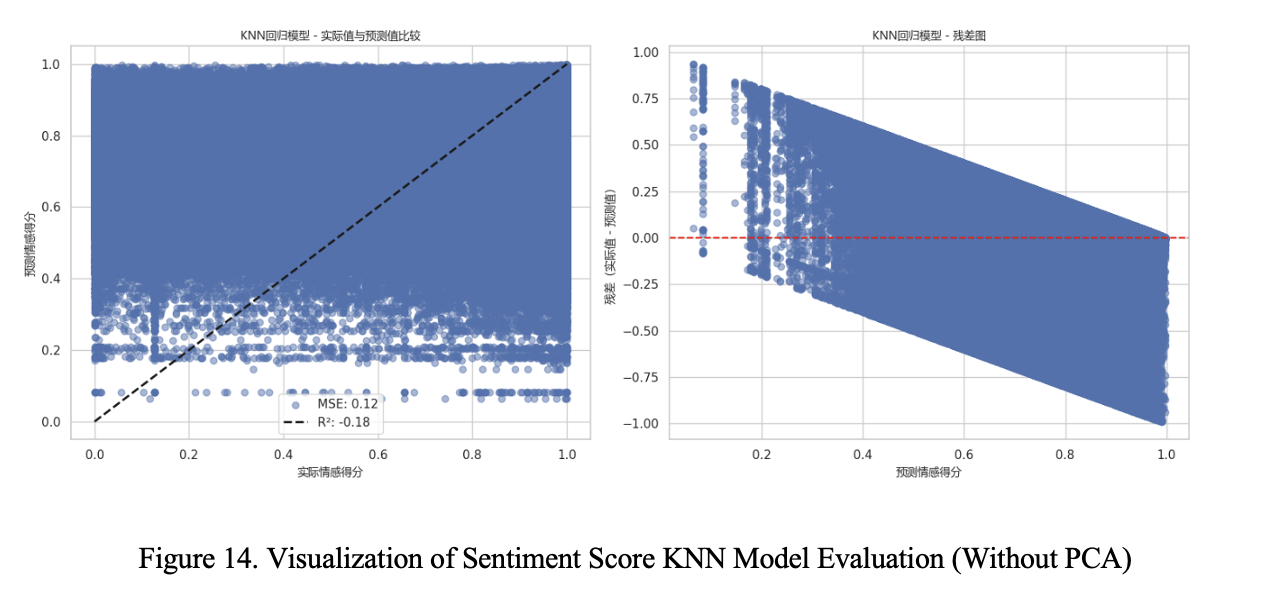 KNN回归模型 - 实际值与预测值比较
1.0
0.8
0.6
0.4
0.2
0.0
预测情感得分
MSE: 0.12
R²: -0.18
0.0 0.2 0.4 0.6 0.8 1.0
实际情感得分
KNN回归模型 - 残差图
1.00
0.75
0.50
0.25
0.00
−0.25
−0.50
−0.75
−1.00
残差（实际值 - 预测值）
0.2 0.4 0.6 0.8 1.0
预测情感得分
Figure 14. Visualization of Sentiment Score KNN Model Evaluation (Without PCA)